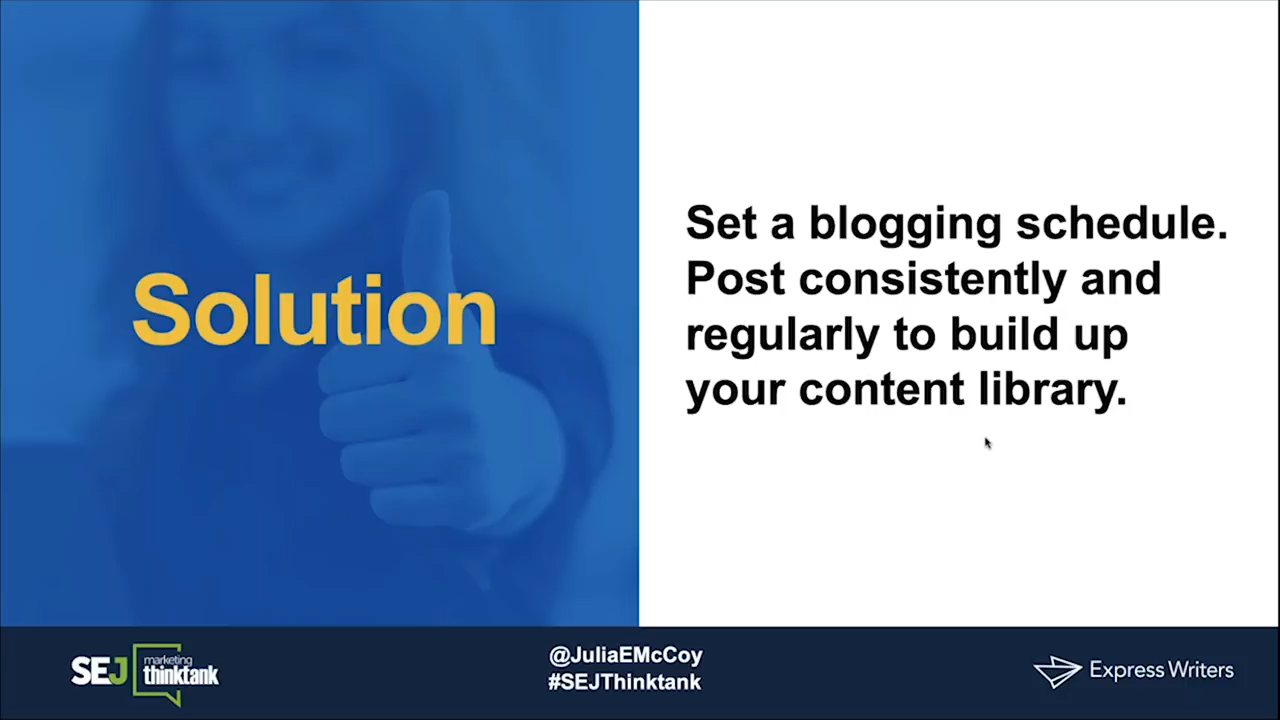 Solution
Set a blogging schedule.
Post consistently and
regularly to build up
your content library.
SEJ
marketing
thinktank
@JuliaEMcCoy
#SEJThinktank
Express Writers